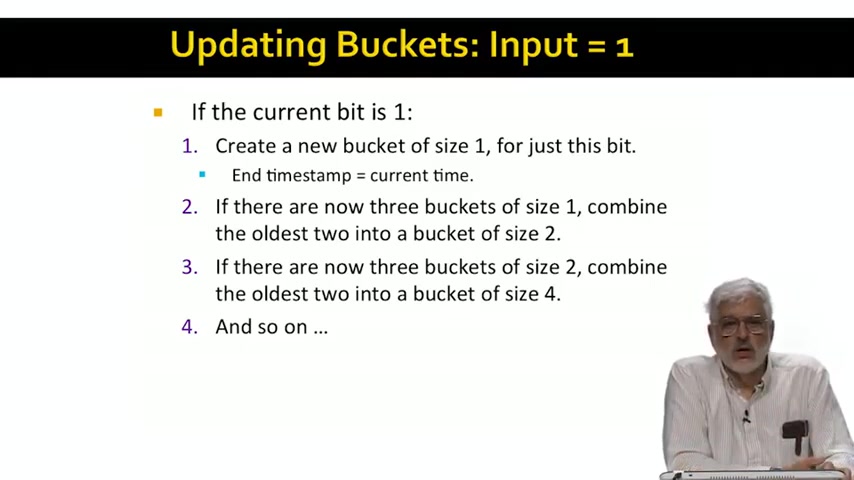 Updating Buckets: Input = 1
If the current bit is 1:
1. Create a new bucket of size 1, for just this bit.
End timestamp = current time.
2. If there are now three buckets of size 1, combine
the oldest two into a bucket of size 2.
3. If there are now three buckets of size 2, combine
the oldest two into a bucket of size 4.
4. And so on ...